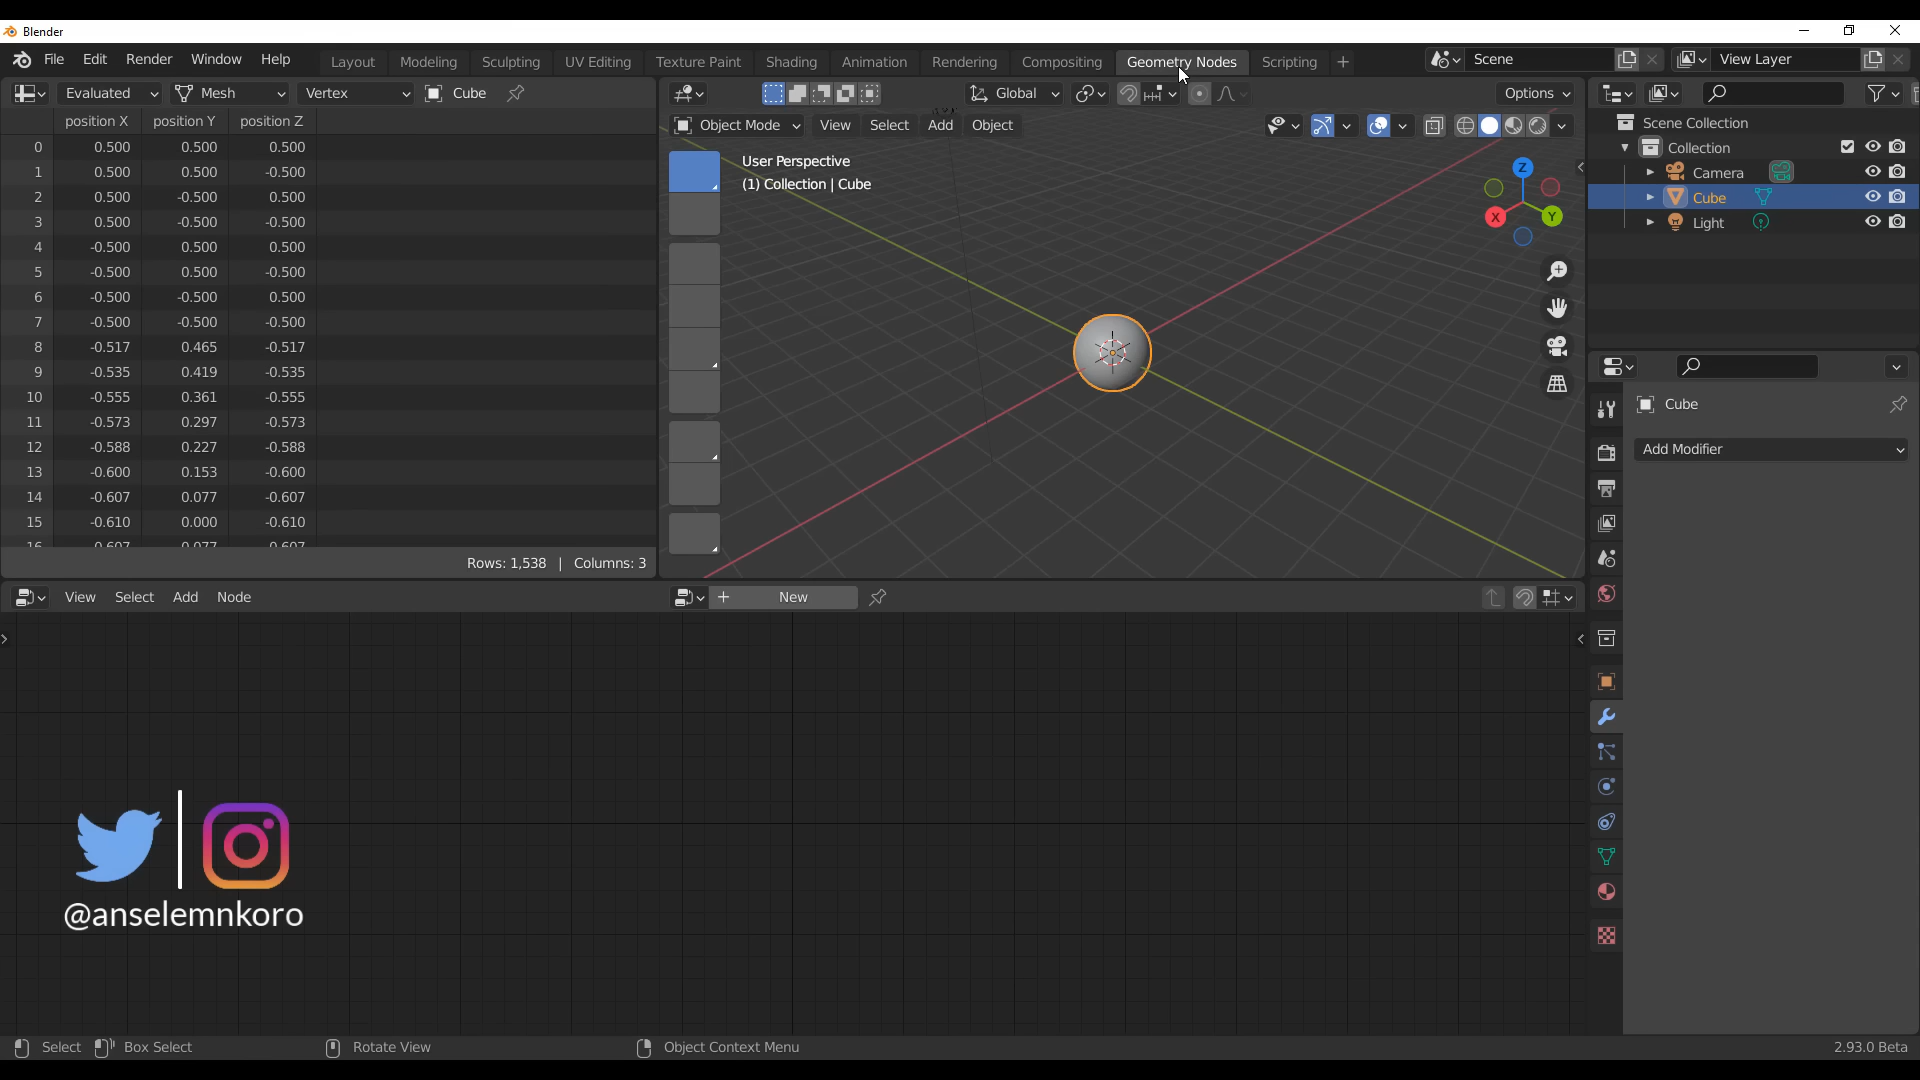 Blender
File Edit Render Window Help Layout Modeling Sculpting UV Editing Texture Paint Shading Animation Rendering Compositing Geometry Nodes Scripting + Scene View Layer
Evaluated Mesh Vertex Cube
Global Options
position X position Y position Z
0 0.500 0.500 0.500
1 0.500 0.500 -0.500
2 0.500 -0.500 0.500
3 0.500 -0.500 -0.500
4 -0.500 0.500 0.500
5 -0.500 0.500 -0.500
6 -0.500 -0.500 0.500
7 -0.500 -0.500 -0.500
8 -0.517 0.465 -0.517
9 -0.535 0.419 -0.535
10 -0.555 0.361 -0.555
11 -0.573 0.297 -0.573
12 -0.588 0.227 -0.588
13 -0.600 0.153 -0.600
14 -0.607 0.077 -0.607
15 -0.610 0.000 -0.610
Rows: 1,538 | Columns: 3
Object Mode View Select Add Object
User Perspective
(1) Collection | Cube
Z
X
Y
Scene Collection
Collection
Camera
Cube
Light
Cube
Add Modifier
View Select Add Node
+ New
@anselemnkoro
Select Box Select Rotate View Object Context Menu 2.93.0 Beta